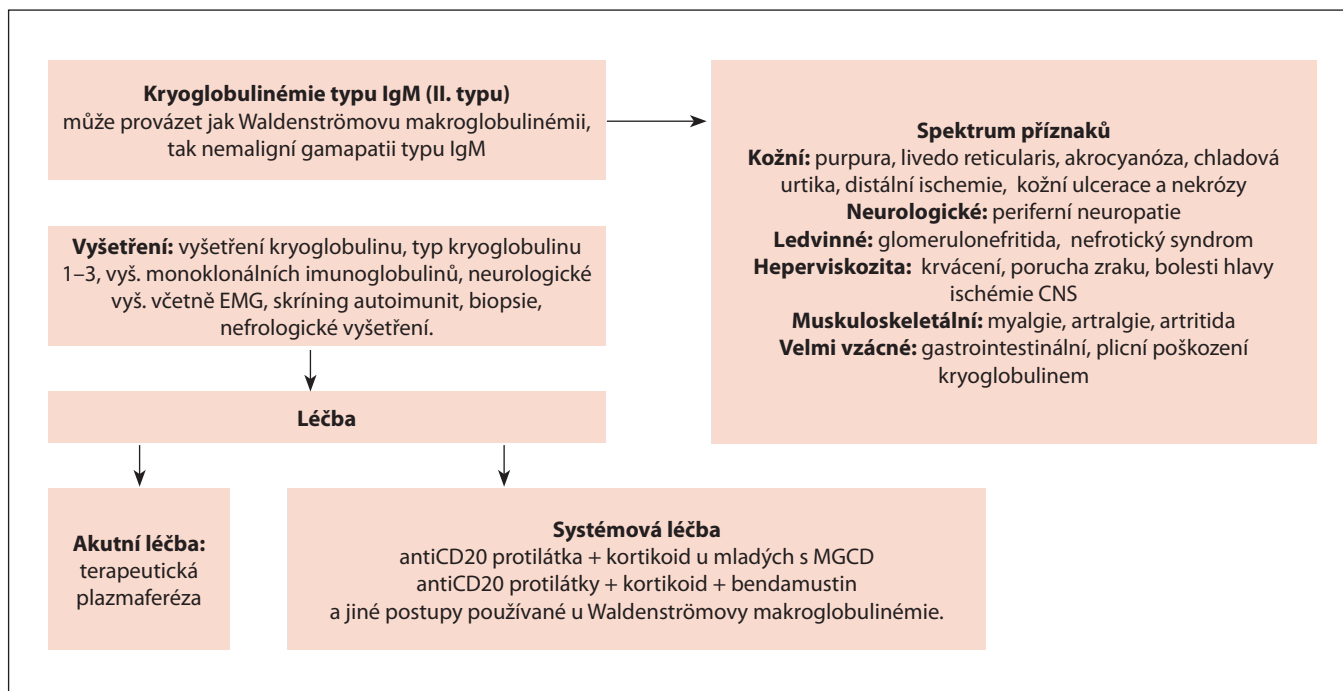 Kryoglobulinémie typu IgM (II. typu)
může provázet jak Waldenströmovu makroglobulinémii,
tak nemaligní gamapatii typu IgM
Spektrum příznaků
Kožní: purpura, livedo reticularis, akrocyanóza, chladová
urtika, distální ischemie, kožní ulcerace a nekrózy
Neurologické: periferní neuropatie
Ledvinné: glomerulonefritida, nefrotický syndrom
Heperviskozita: krvácení, porucha zraku, bolesti hlavy
ischémie CNS
Muskuloskeletální: myalgie, artralgie, artritida
Velmi vzácné: gastrointestinální, plicní poškození
kryoglobulinem
Vyšetření: vyšetření kryoglobulinu, typ kryoglobulinu
1–3, vyš. monoklonálních imunoglobulinů, neurologické
vyš. včetně EMG, skríning autoimunit, biopsie,
nefrologické vyšetření.
Léčba
Akutní léčba:
terapeutická
plazmaferéza
Systémová léčba
antiCD20 protilátka + kortikoid u mladých s MGCD
antiCD20 protilátky + kortikoid + bendamustin
a jiné postupy používané u Waldenströmovy makroglobulinémie.